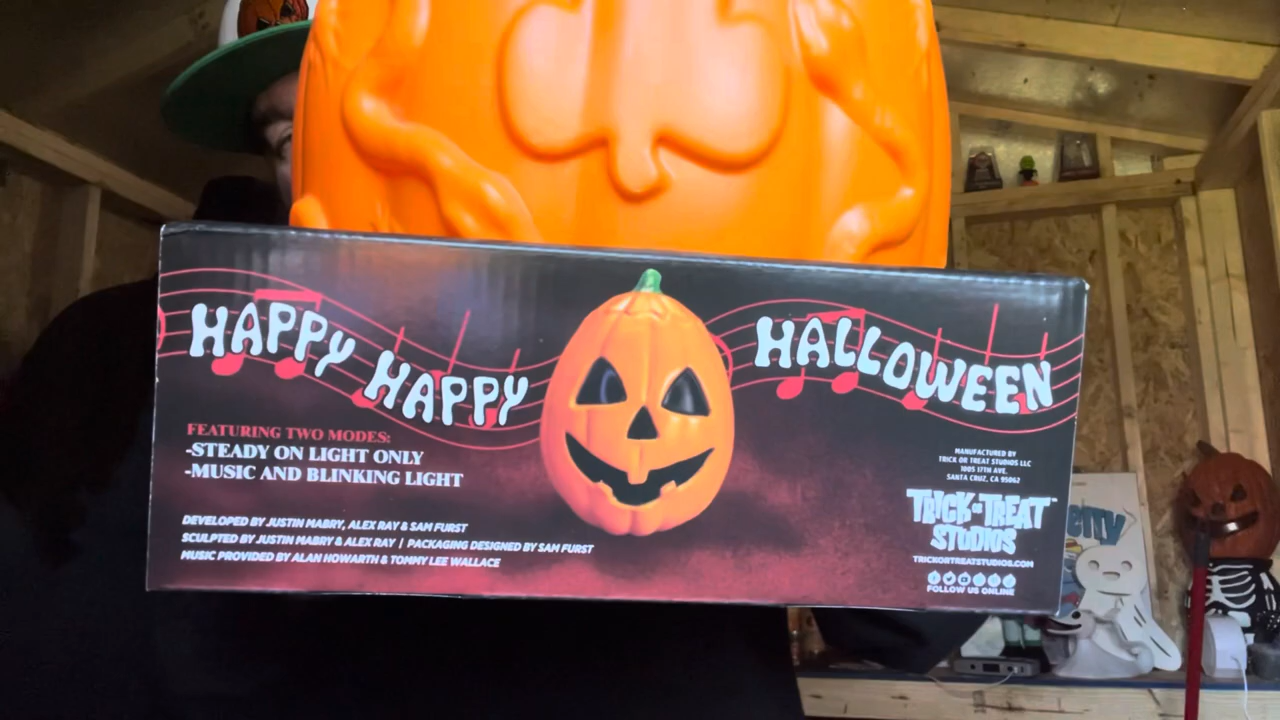 HAPPY HAPPY
HALLOWEEN
FEATURING TWO MODES:
-STEADY ON LIGHT ONLY
-MUSIC AND BLINKING LIGHT
DEVELOPED BY JUSTIN MABRY, ALEX RAY & SAM FURST
SCULPTED BY JUSTIN MABRY & ALEX RAY | PACKAGING DESIGNED BY SAM FURST
MUSIC PROVIDED BY ALAN HOWARTH & TOMMY LEE WALLACE
MANUFACTURED BY
TRICK OR TREAT STUDIOS LLC
1005 17TH AVE.
SANTA CRUZ, CA 95062
TRICK OR TREAT
STUDIOS
TRICKORTREATSTUDIOS.COM
FOLLOW US ONLINE